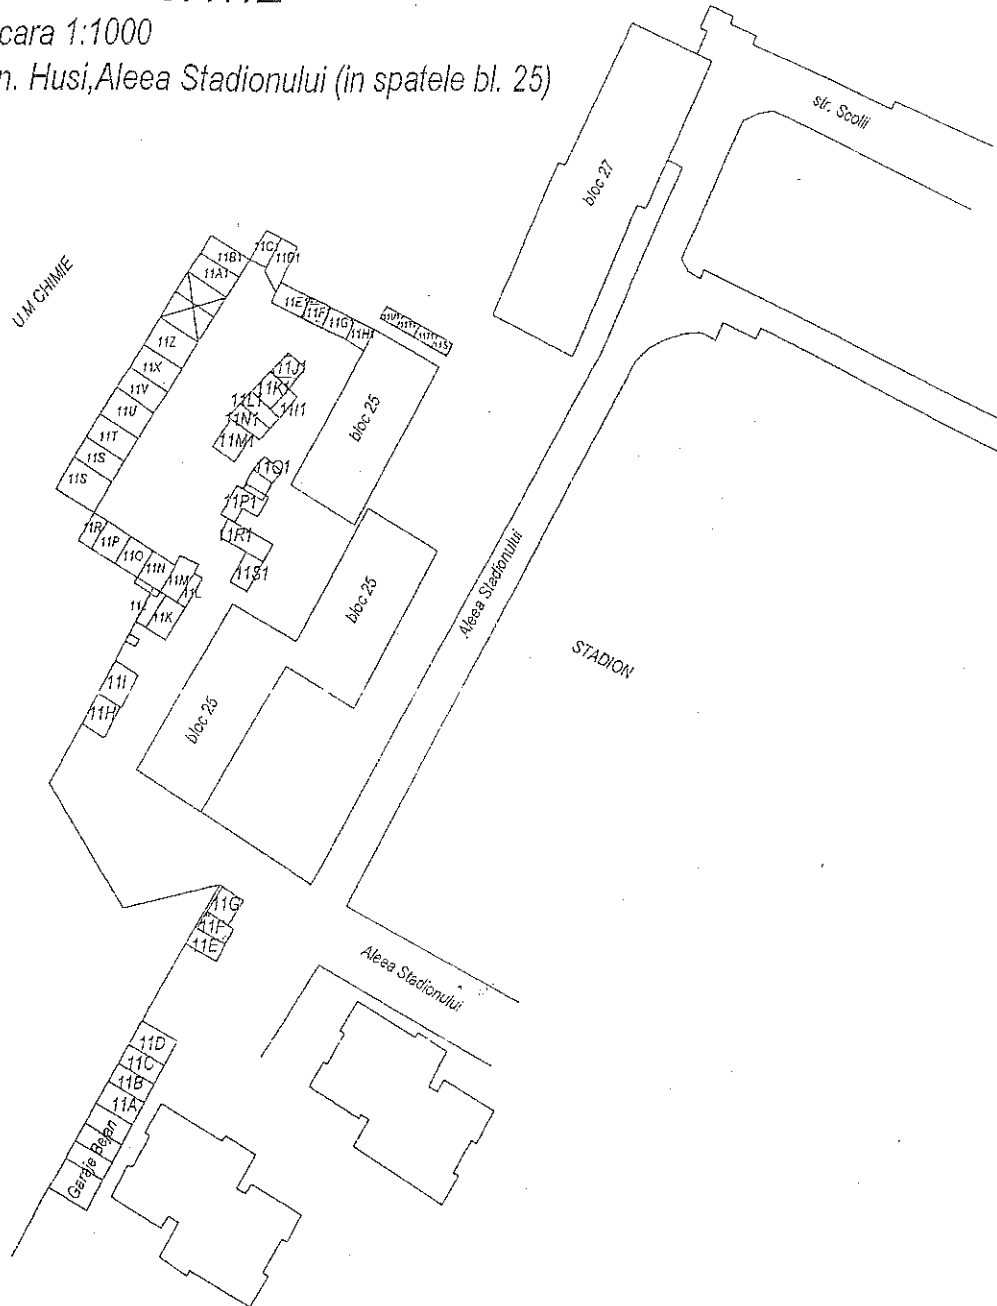 cara 1:1000
n. Husi,Aleea Stadionului (in spatele bl. 25)
str. Scolii
bloc 27
U.M CHIMIE
11C1
11D1
11B1
11A1
11E
11F
11G
11H1
11Z
11X
11V
11U
11T
11S
11S
11J1
11K1
11L1
11I1
11N1
11M1
bloc 25
11Q1
11P1
11R1
11S1
11R
11P
11O
11N
11M
11L
11K
bloc 25
Aleea Stadionului
STADION
11I
11H
bloc 25
11G
11F
11E
Aleea Stadionului
11D
11C
11B
11A
Garaje Bejan